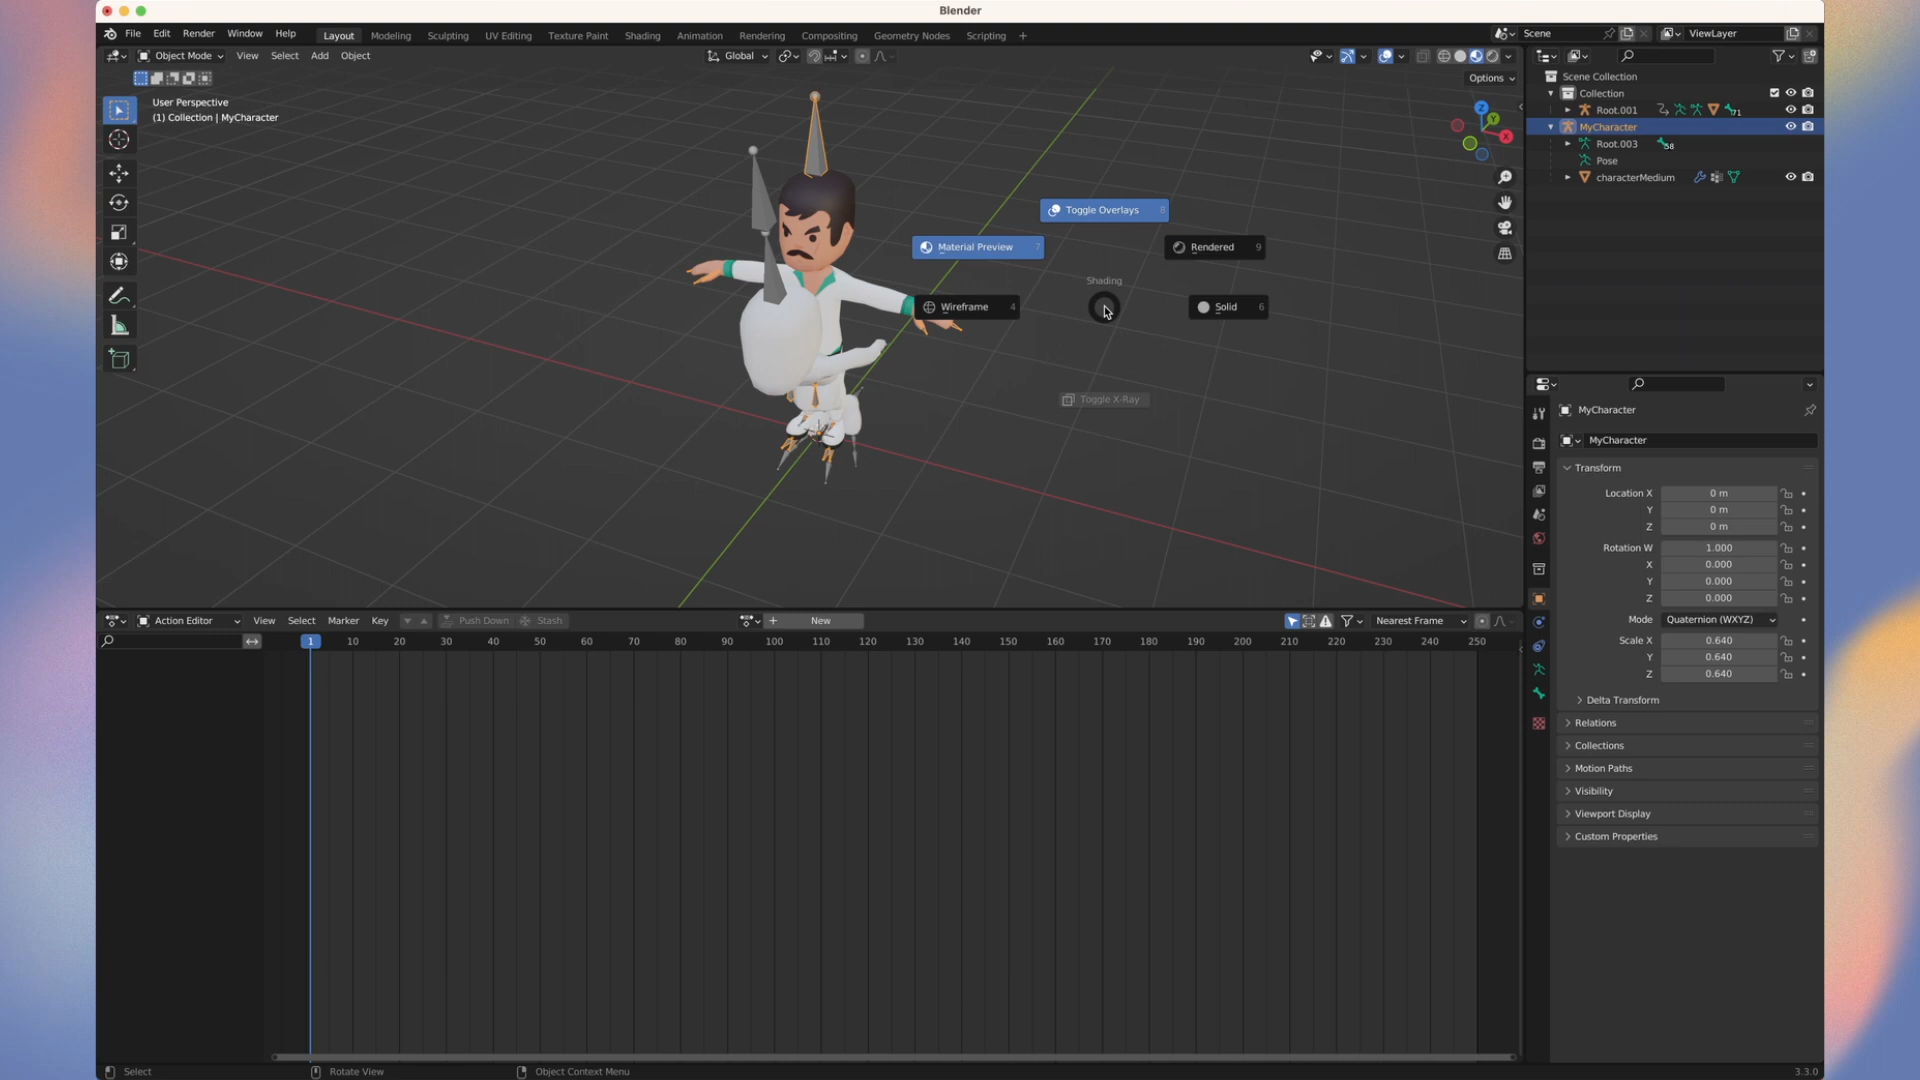 Blender
File Edit Render Window Help Layout Modeling Sculpting UV Editing Texture Paint Shading Animation Rendering Compositing Geometry Nodes Scripting + Scene ViewLayer
Object Mode View Select Add Object Global
Options
User Perspective
(1) Collection | MyCharacter
Z
Y
X
Toggle Overlays 8
Material Preview 7
Rendered 9
Shading
Wireframe 4
Solid 6
Toggle X-Ray
Scene Collection
Collection
Root.001 71
MyCharacter
Root.003 58
Pose
characterMedium
MyCharacter
MyCharacter
Transform
Location X 0 m
Y 0 m
Z 0 m
Rotation W 1.000
X 0.000
Y 0.000
Z 0.000
Mode Quaternion (WXYZ)
Scale X 0.640
Y 0.640
Z 0.640
Delta Transform
Relations
Collections
Motion Paths
Visibility
Viewport Display
Custom Properties
Action Editor View Select Marker Key Push Down Stash + New Nearest Frame
1 10 20 30 40 50 60 70 80 90 100 110 120 130 140 150 160 170 180 190 200 210 220 230 240 250
Select Rotate View Object Context Menu 3.3.0